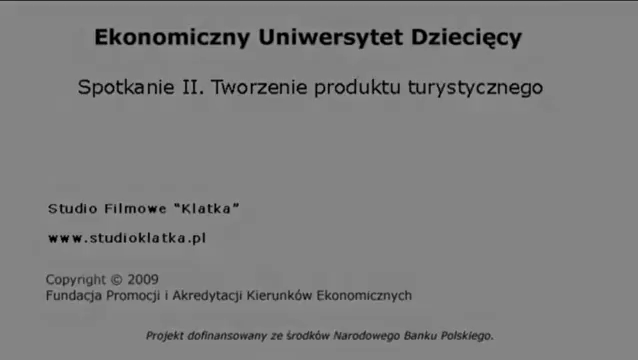 Ekonomiczny Uniwersytet Dziecięcy
Spotkanie II. Tworzenie produktu turystycznego
Studio Filmowe "Klatka"
www.studioklatka.pl
Copyright © 2009
Fundacja Promocji i Akredytacji Kierunków Ekonomicznych
Projekt dofinansowany ze środków Narodowego Banku Polskiego.